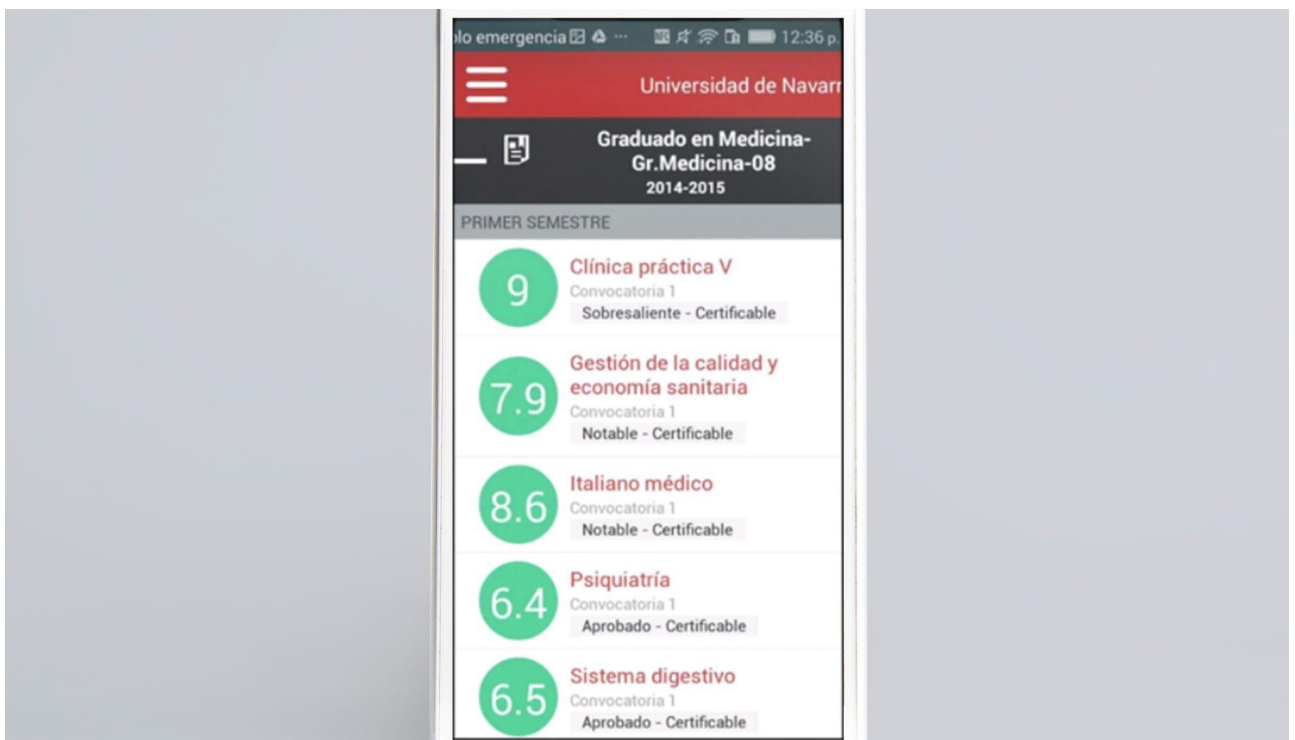 emergencia
12:36 p.
Universidad de
Graduado en Medicina-
Gr.Medicina-08
2014-2015
PRIMER SEMESTRE
9
Clínica práctica V
Convocatoria 1
Sobresaliente - Certificable
7.9
Gestión de la calidad y
economía sanitaria
Convocatoria 1
Notable - Certificable
8.6
Italiano médico
Convocatoria 1
Notable - Certificable
6.4
Psiquiatría
Convocatoria 1
Aprobado - Certificable
6.5
Sistema digestivo
Convocatoria 1
Aprobado - Certificable